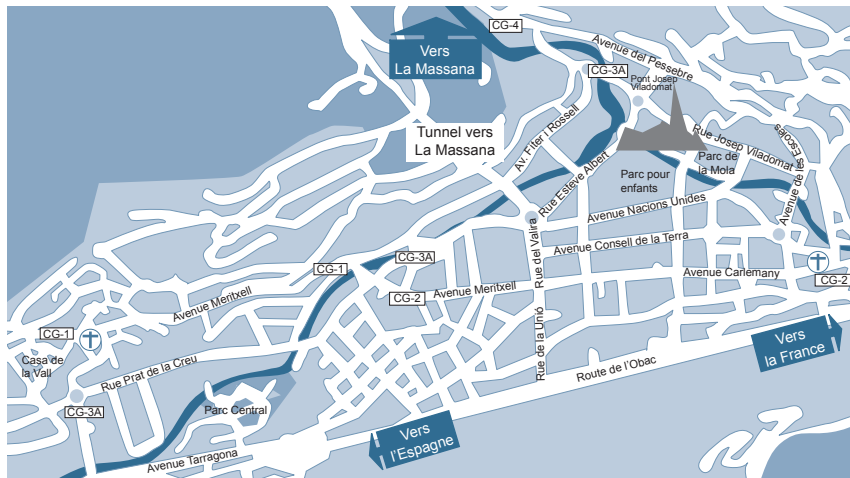 CG-4
Avenue del Pessebre
Vers
La Massana
CG-3A
Pont Josep
Viladomat
Tunnel vers
La Massana
Av. Fiter i Rossell
Rue Josep Viladomat
Avenue de les Escoles
Parc de
la Mola
Rue Esteve Albert
Parc pour
enfants
Avenue Nacions Unides
Rue del Valira
Avenue Consell de la Terra
CG-3A
CG-1
Avenue Carlemany
CG-2
CG-2
Avenue Meritxell
Avenue Meritxell
CG-1
Vers
la France
Casa de
la Vall
Rue Prat de la Creu
Rue de la Unió
Route de l'Obac
CG-3A
Parc Central
Vers
l'Espagne
Avenue Tarragona